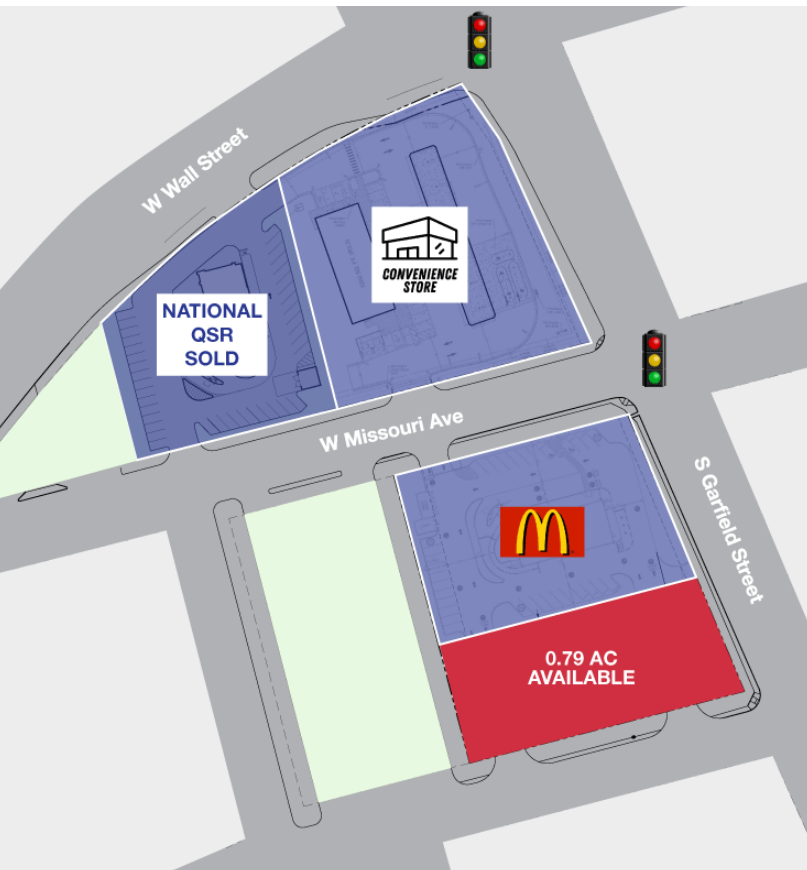 W Wall Street
NATIONAL
QSR
SOLD
CONVENIENCE
STORE
W Missouri Ave
S Garfield Street
0.79 AC
AVAILABLE